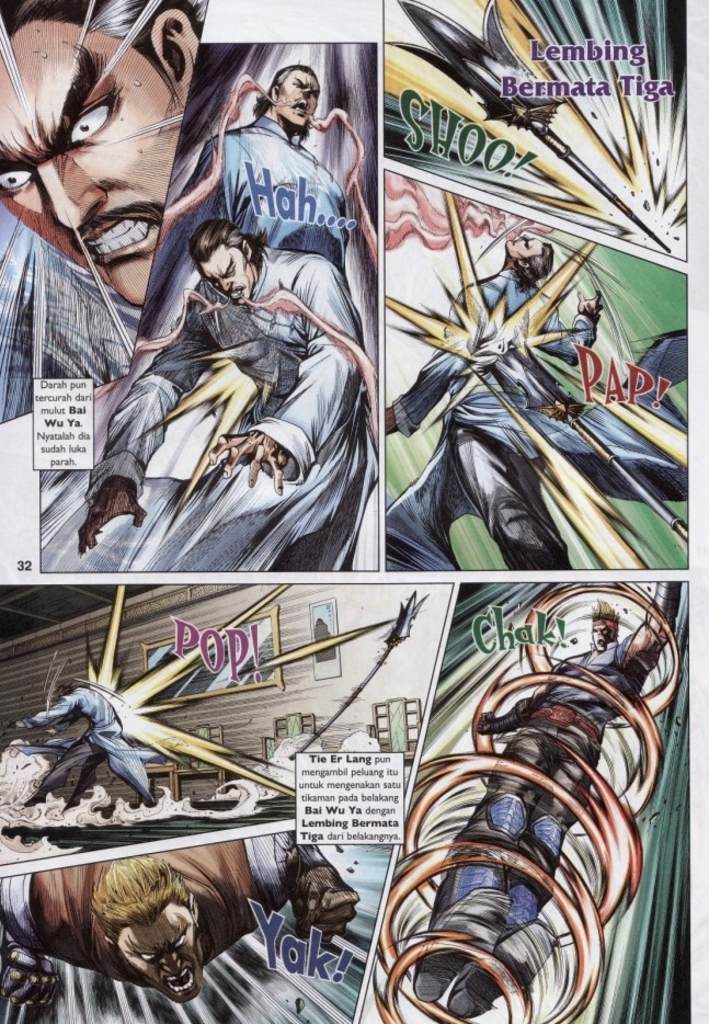 Lembing
Bermata Tiga
SHOO!
Hah....
Darah pun
tercurah dari
mulut Bai
Wu Ya.
Nyatalah dia
sudah luka
parah.
PAP!
32
POP!
Tie Er Lang pun
mengambil peluang itu
untuk mengenakan satu
tikaman pada belakang
Bai Wu Ya dengan
Lembing Bermata
Tiga dari belakangnya.
Chak!
Yak!